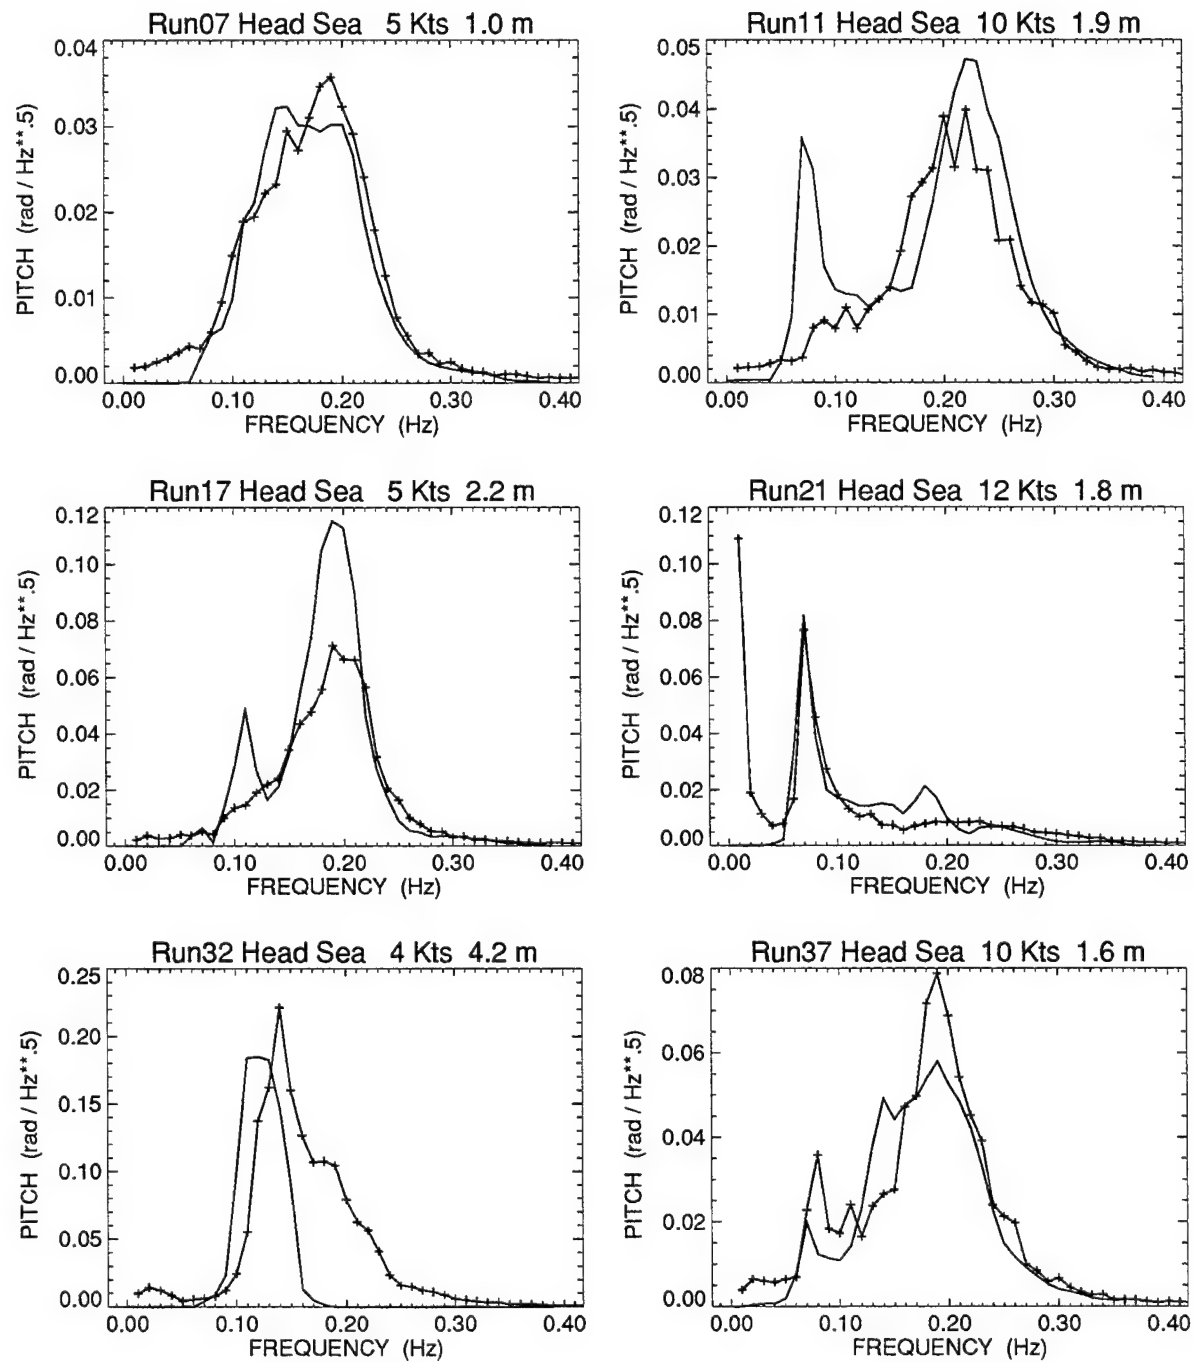 Run07 Head Sea 5 Kts 1.0 m
0.04
0.03
0.02
0.01
0.00
PITCH (rad / Hz**.5)
0.00 0.10 0.20 0.30 0.40
FREQUENCY (Hz)
Run11 Head Sea 10 Kts 1.9 m
0.05
0.04
0.03
0.02
0.01
0.00
PITCH (rad / Hz**.5)
0.00 0.10 0.20 0.30 0.40
FREQUENCY (Hz)
Run17 Head Sea 5 Kts 2.2 m
0.12
0.10
0.08
0.06
0.04
0.02
0.00
PITCH (rad / Hz**.5)
0.00 0.10 0.20 0.30 0.40
FREQUENCY (Hz)
Run21 Head Sea 12 Kts 1.8 m
0.12
0.10
0.08
0.06
0.04
0.02
0.00
PITCH (rad / Hz**.5)
0.00 0.10 0.20 0.30 0.40
FREQUENCY (Hz)
Run32 Head Sea 4 Kts 4.2 m
0.25
0.20
0.15
0.10
0.05
0.00
PITCH (rad / Hz**.5)
0.00 0.10 0.20 0.30 0.40
FREQUENCY (Hz)
Run37 Head Sea 10 Kts 1.6 m
0.08
0.06
0.04
0.02
0.00
PITCH (rad / Hz**.5)
0.00 0.10 0.20 0.30 0.40
FREQUENCY (Hz)